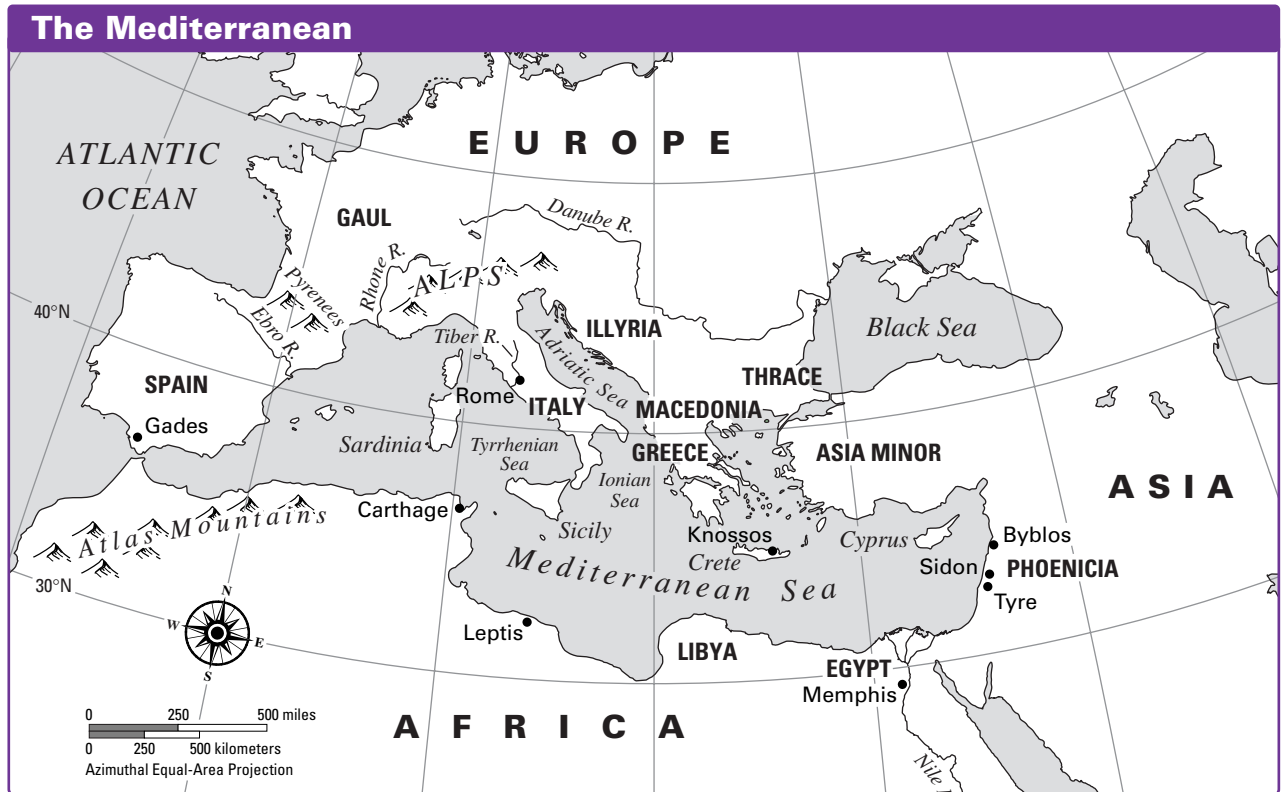 The Mediterranean
EUROPE
ATLANTIC
OCEAN
GAUL
Danube R.
Rhone R.
ALPS
Pyrenees
Ebro R.
40°N
ILLYRIA
Black Sea
Tiber R.
Adriatic Sea
SPAIN
THRACE
Rome
ITALY
MACEDONIA
Gades
Sardinia
Tyrrhenian
Sea
GREECE
ASIA MINOR
Ionian
Sea
ASIA
Atlas Mountains
Carthage
Sicily
Knossos
Crete
Cyprus
Byblos
Mediterranean Sea
Sidon
PHOENICIA
Tyre
30°N
N
W
E
S
Leptis
LIBYA
EGYPT
Memphis
AFRICA
0 250 500 miles
0 250 500 kilometers
Azimuthal Equal-Area Projection
Nile